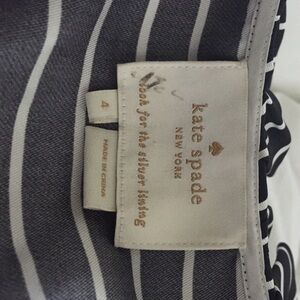 kate spade
NEW YORK
look for the silver lining
4
MADE IN CHINA